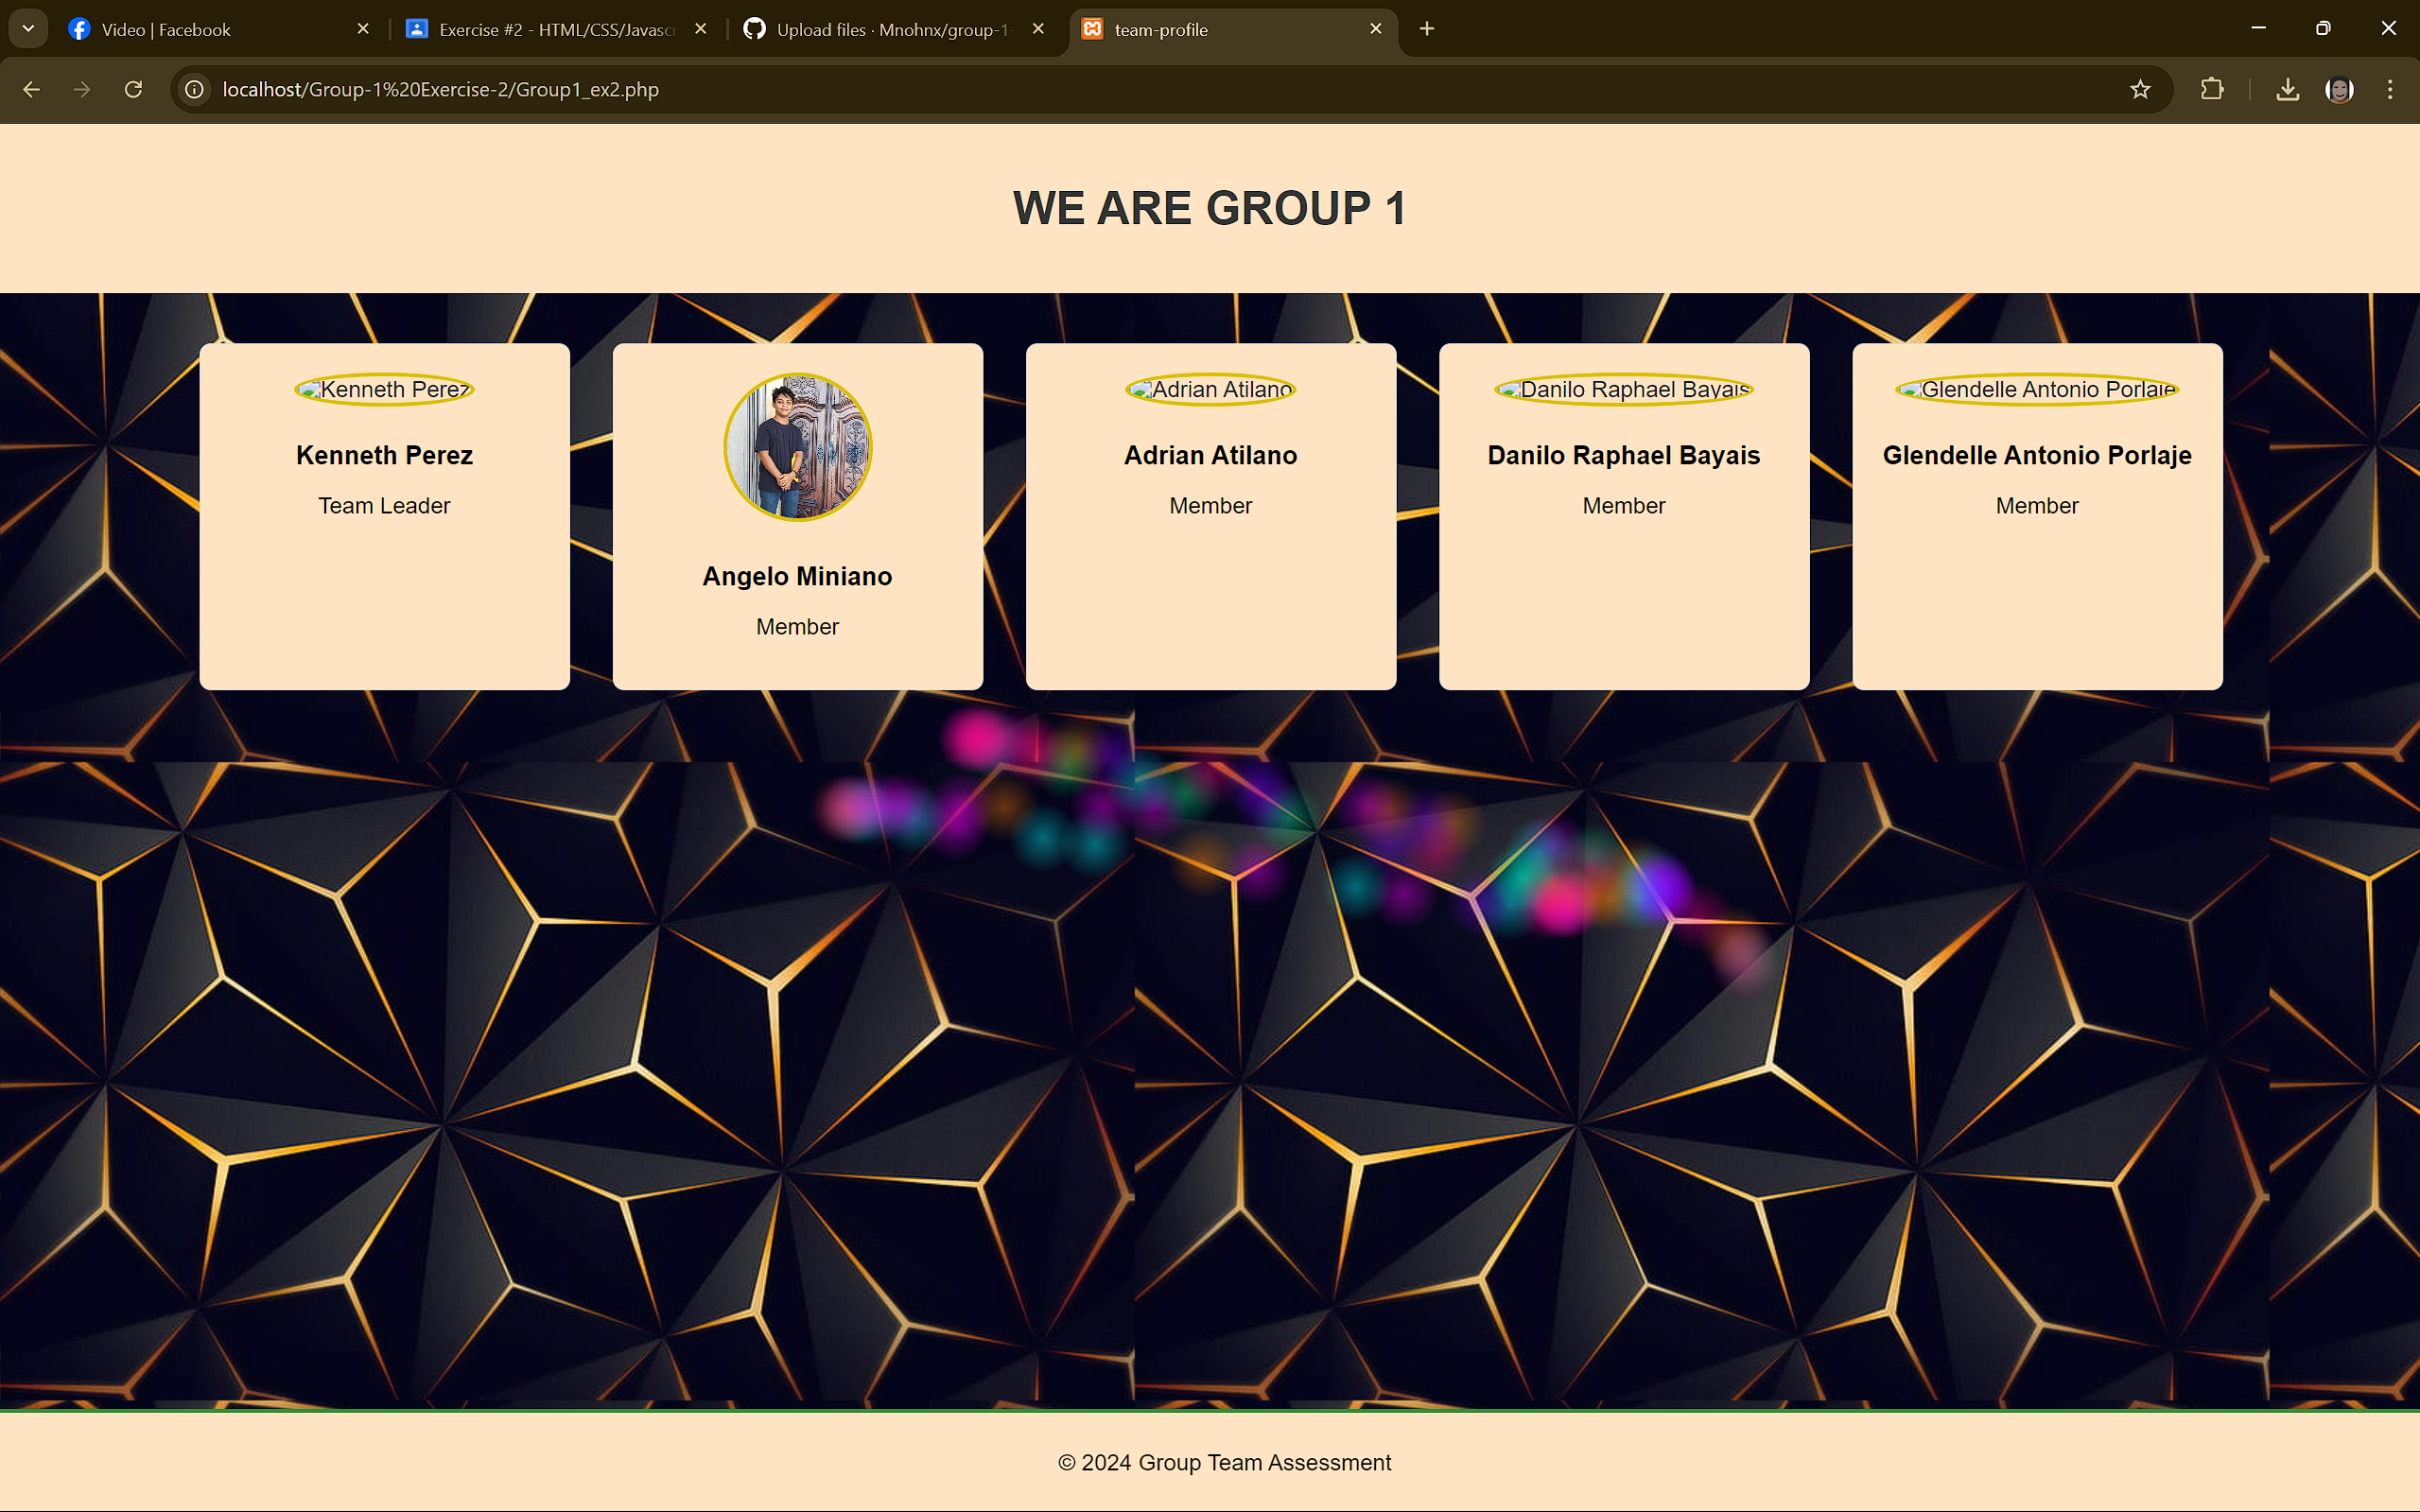 Video | Facebook
Exercise #2 - HTML/CSS/Javasc
Upload files · Mnohnx/group-1-
team-profile
localhost/Group-1%20Exercise-2/Group1_ex2.php
WE ARE GROUP 1
Kenneth Perez
Kenneth Perez
Team Leader
Angelo Miniano
Member
Adrian Atilano
Adrian Atilano
Member
Danilo Raphael Bayais
Danilo Raphael Bayais
Member
Glendelle Antonio Porlaje
Glendelle Antonio Porlaje
Member
© 2024 Group Team Assessment